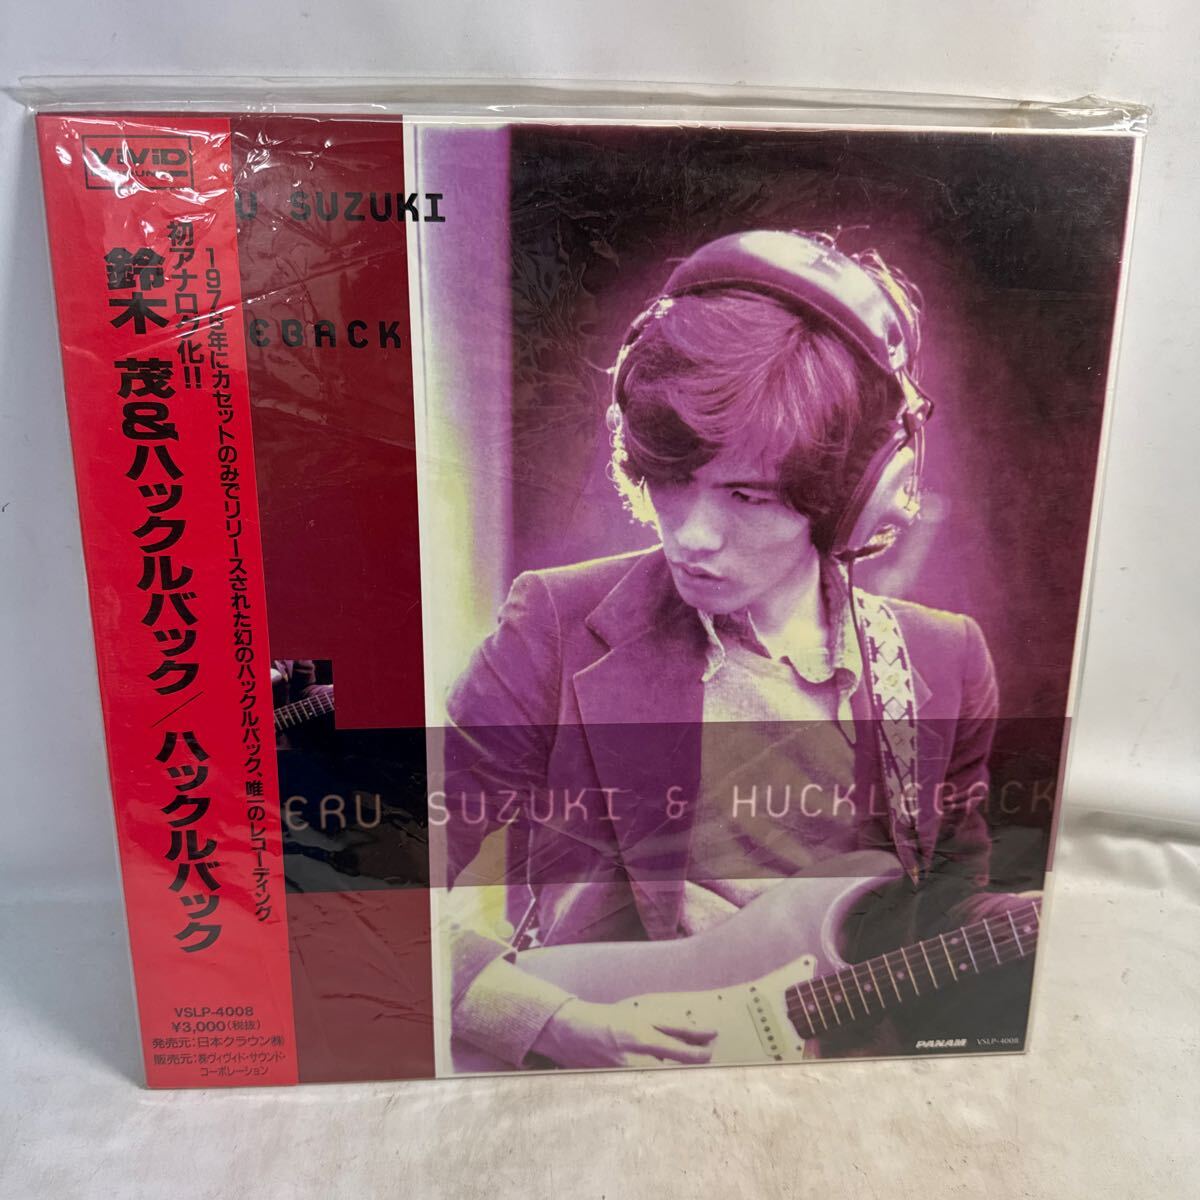 ViViD
初アナログ化!!
197年にカセットのみでリリースされた幻のハックルバック、唯一のレコーディング
鈴木 茂&ハックルバック/ハックルバック
VSLP-4008
¥3,000(税抜)
発売元:日本クラウン㈱
販売元:㈱ヴィヴィド・サウンド・
コーポレーション
U SUZUKI
EBACK
ERU SUZUKI & HUCKLEBACK
PANAM VSLP-4008